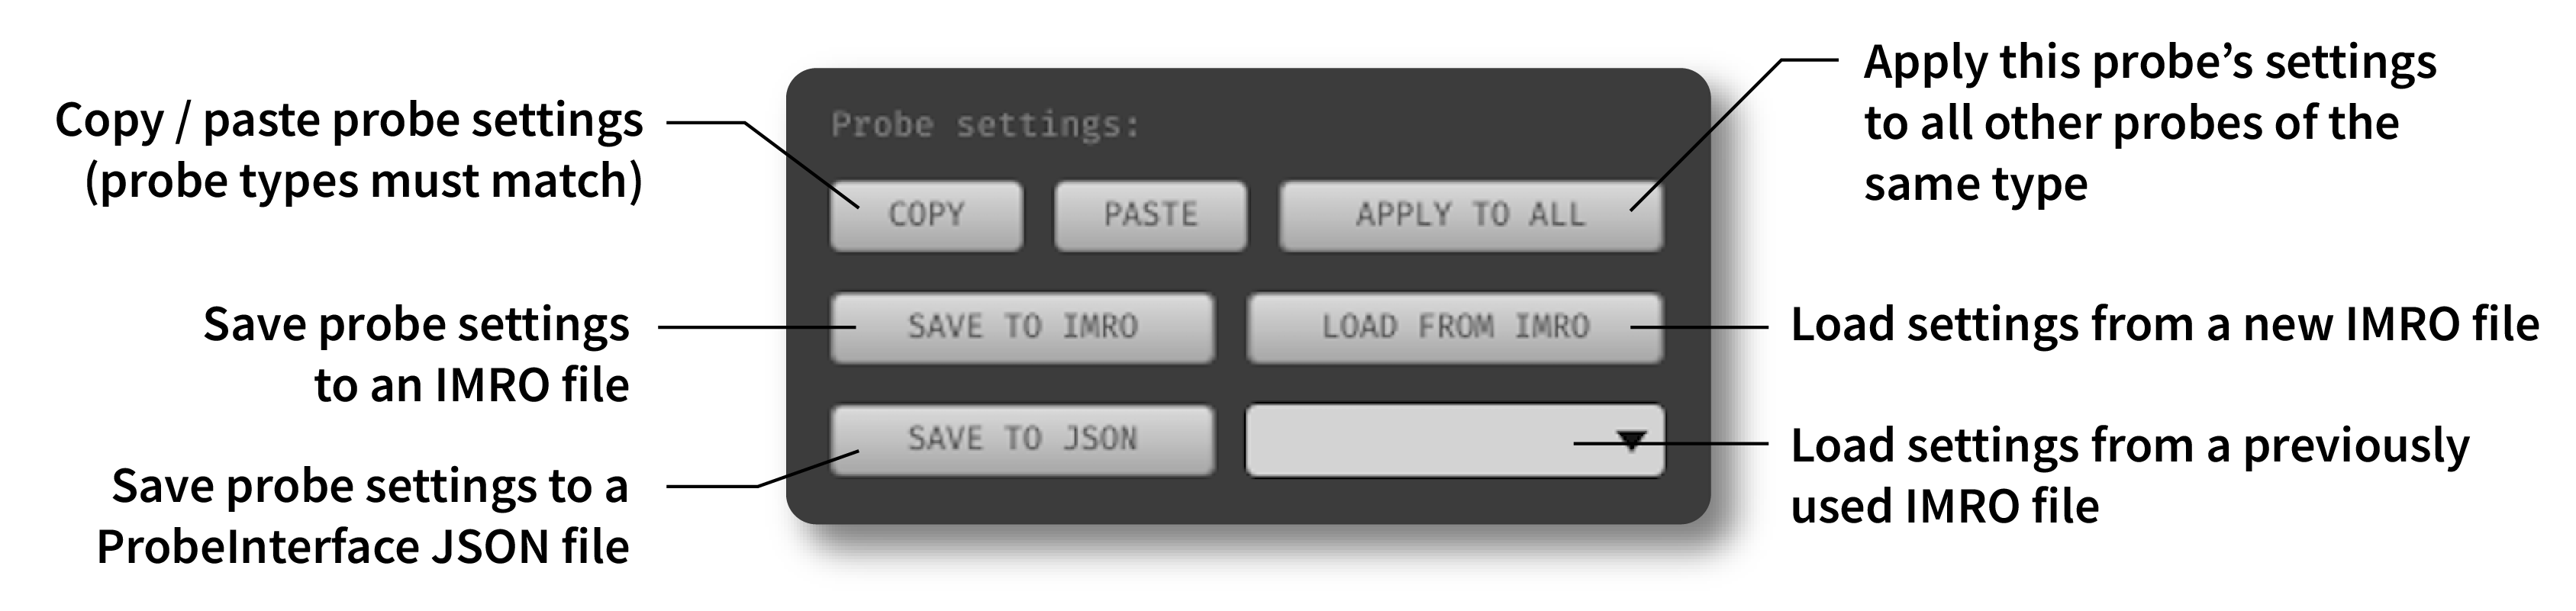 Copy / paste probe settings
(probe types must match)
Save probe settings
to an IMRO file
Save probe settings to a
ProbeInterface JSON file
Probe settings:
COPY PASTE APPLY TO ALL
SAVE TO IMRO LOAD FROM IMRO
SAVE TO JSON
Apply this probe’s settings
to all other probes of the
same type
Load settings from a new IMRO file
Load settings from a previously
used IMRO file